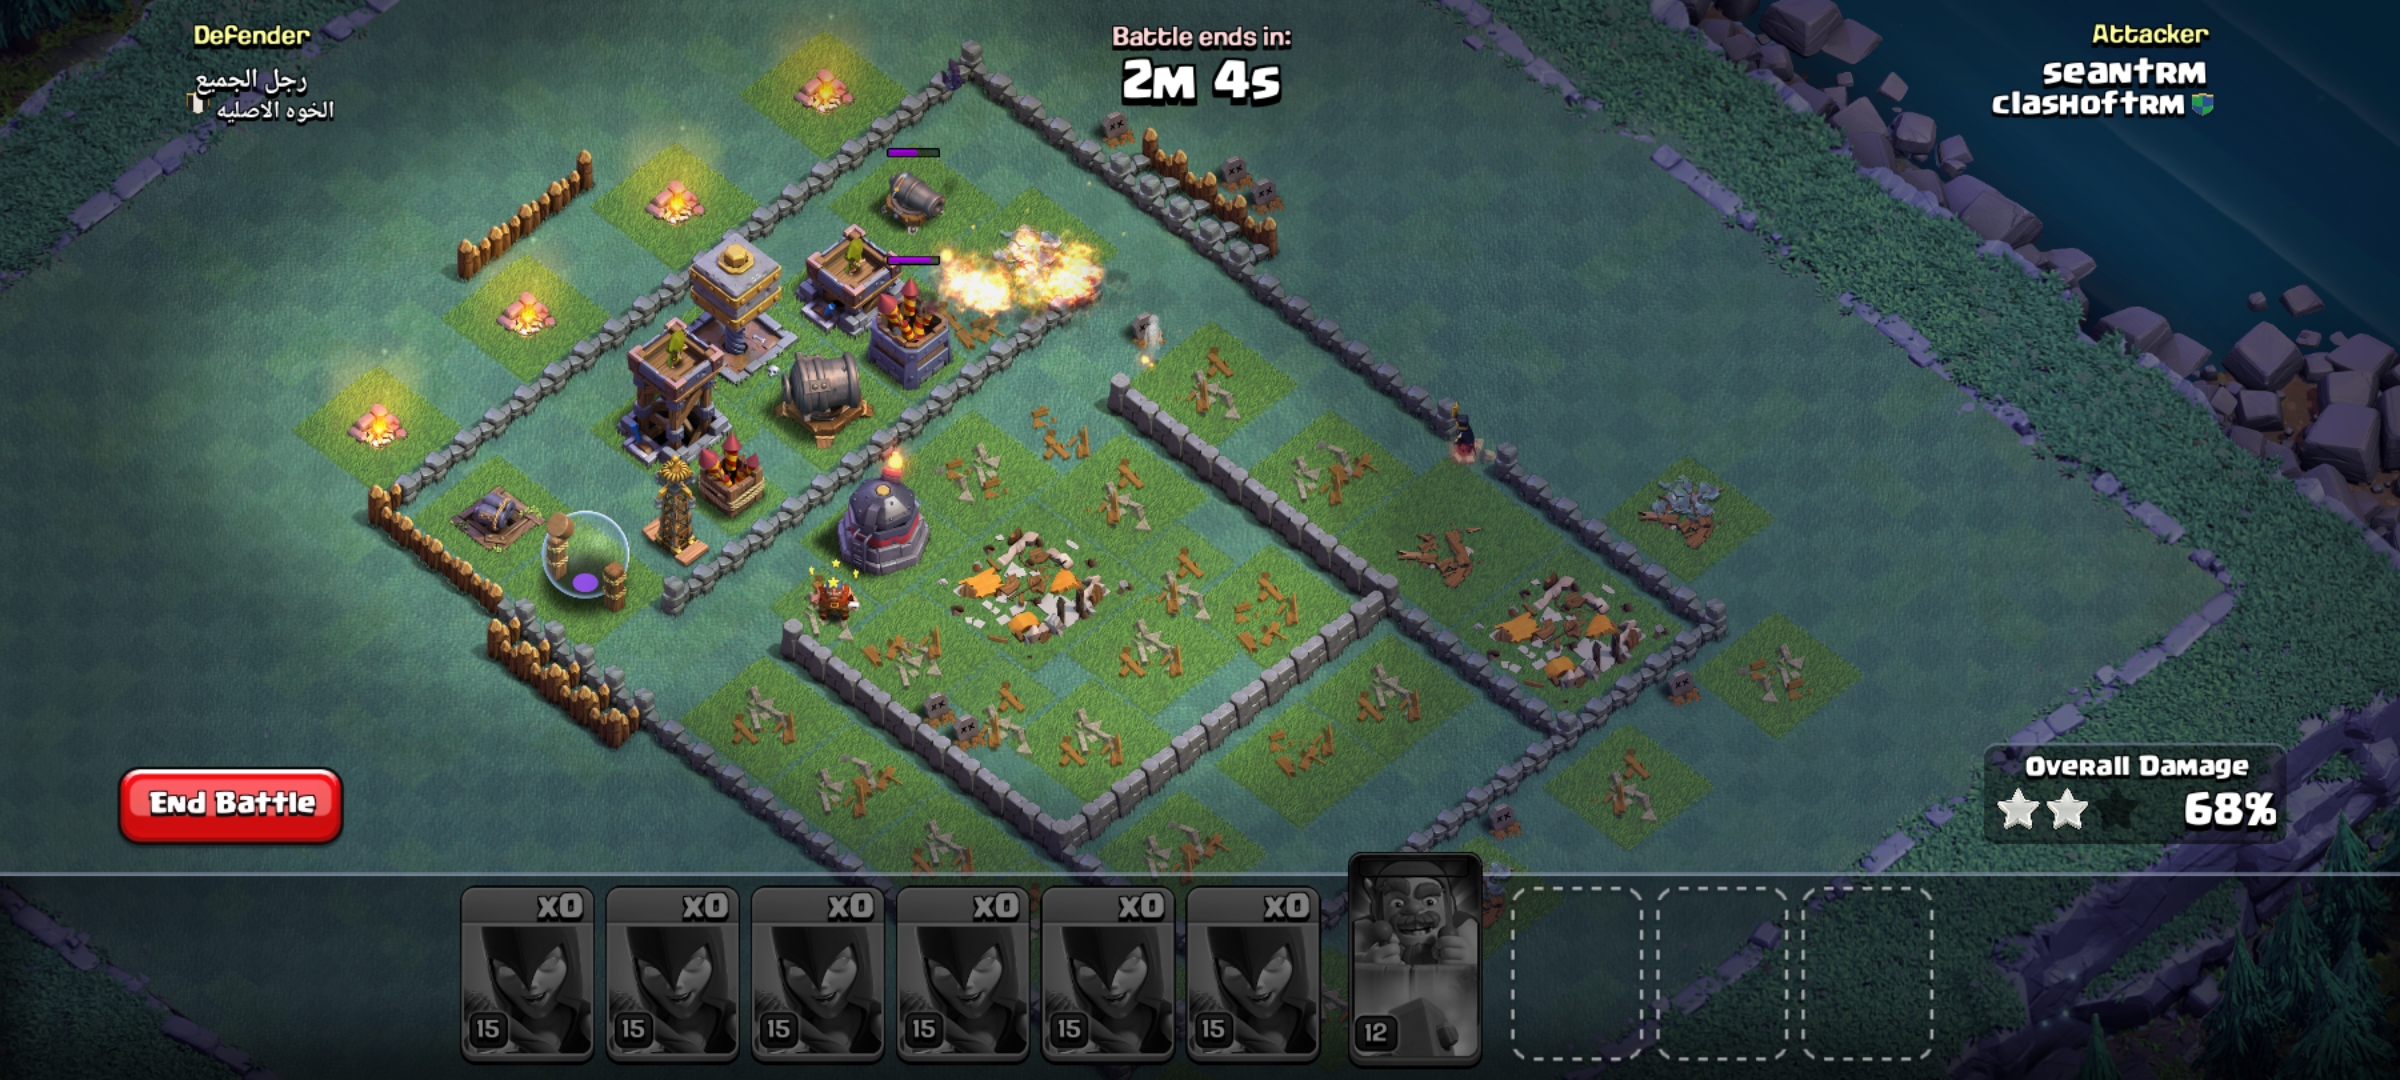 Defender
رجل الجميع
الخوه الاصليه
Battle ends in:
2M 4s
Attacker
seantRM
clashoftRM
End Battle
Overall Damage
68%
x0 x0 x0 x0 x0 x0
15 15 15 15 15 15 12